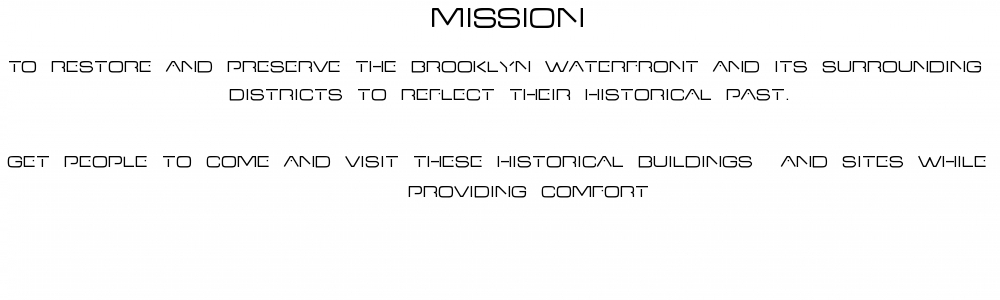 MISSION
TO RESTORE AND PRESERVE THE BROOKLYN WATERFRONT AND ITS SURROUNDING
DISTRICTS TO REFLECT THEIR HISTORICAL PAST.
GET PEOPLE TO COME AND VISIT THESE HISTORICAL BUILDINGS AND SITES WHILE
PROVIDING COMFORT